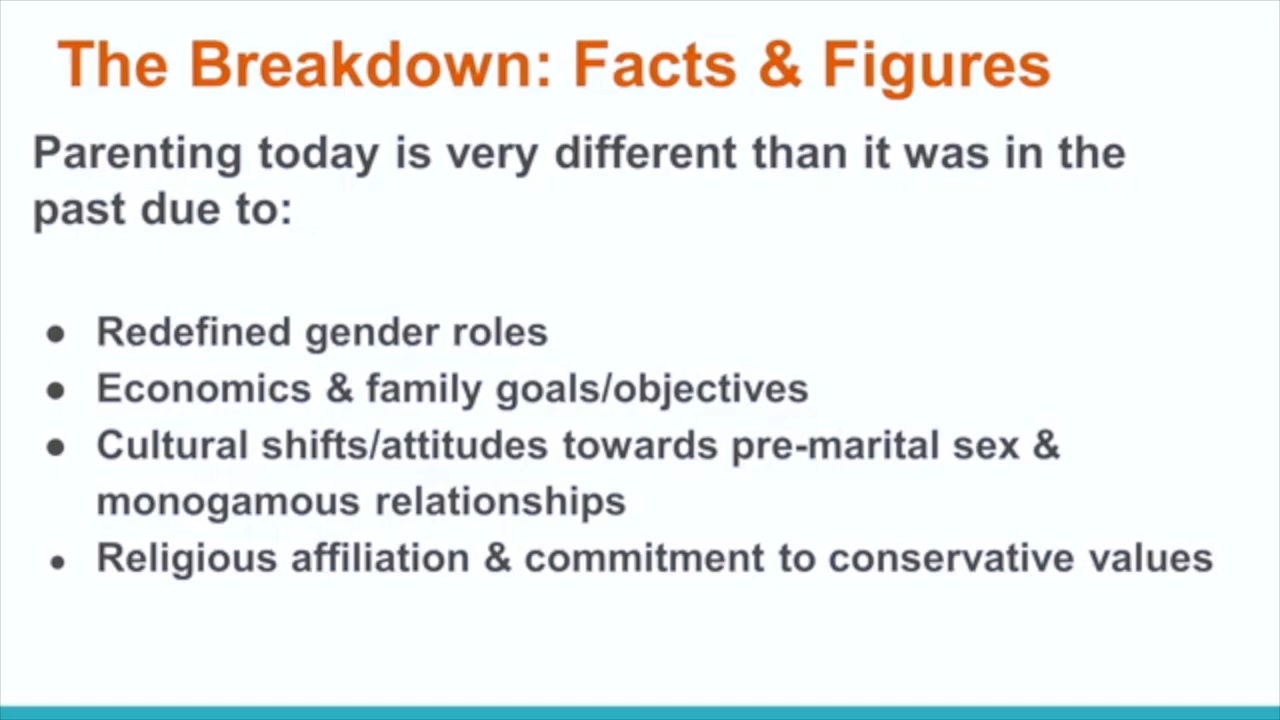 The Breakdown: Facts & Figures
Parenting today is very different than it was in the
past due to:
● Redefined gender roles
● Economics & family goals/objectives
● Cultural shifts/attitudes towards pre-marital sex &
monogamous relationships
● Religious affiliation & commitment to conservative values